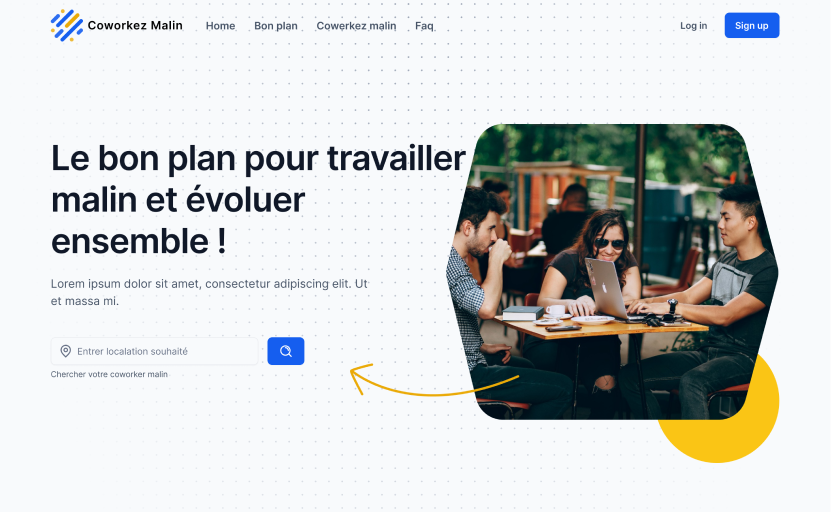 Coworkez Malin
Home
Bon plan
Cowerkez malin
Faq
Log in
Sign up
Le bon plan pour travailler
malin et évoluer
ensemble !
Lorem ipsum dolor sit amet, consectetur adipiscing elit. Ut
et massa mi.
Entrer localation souhaité
Chercher votre coworker malin